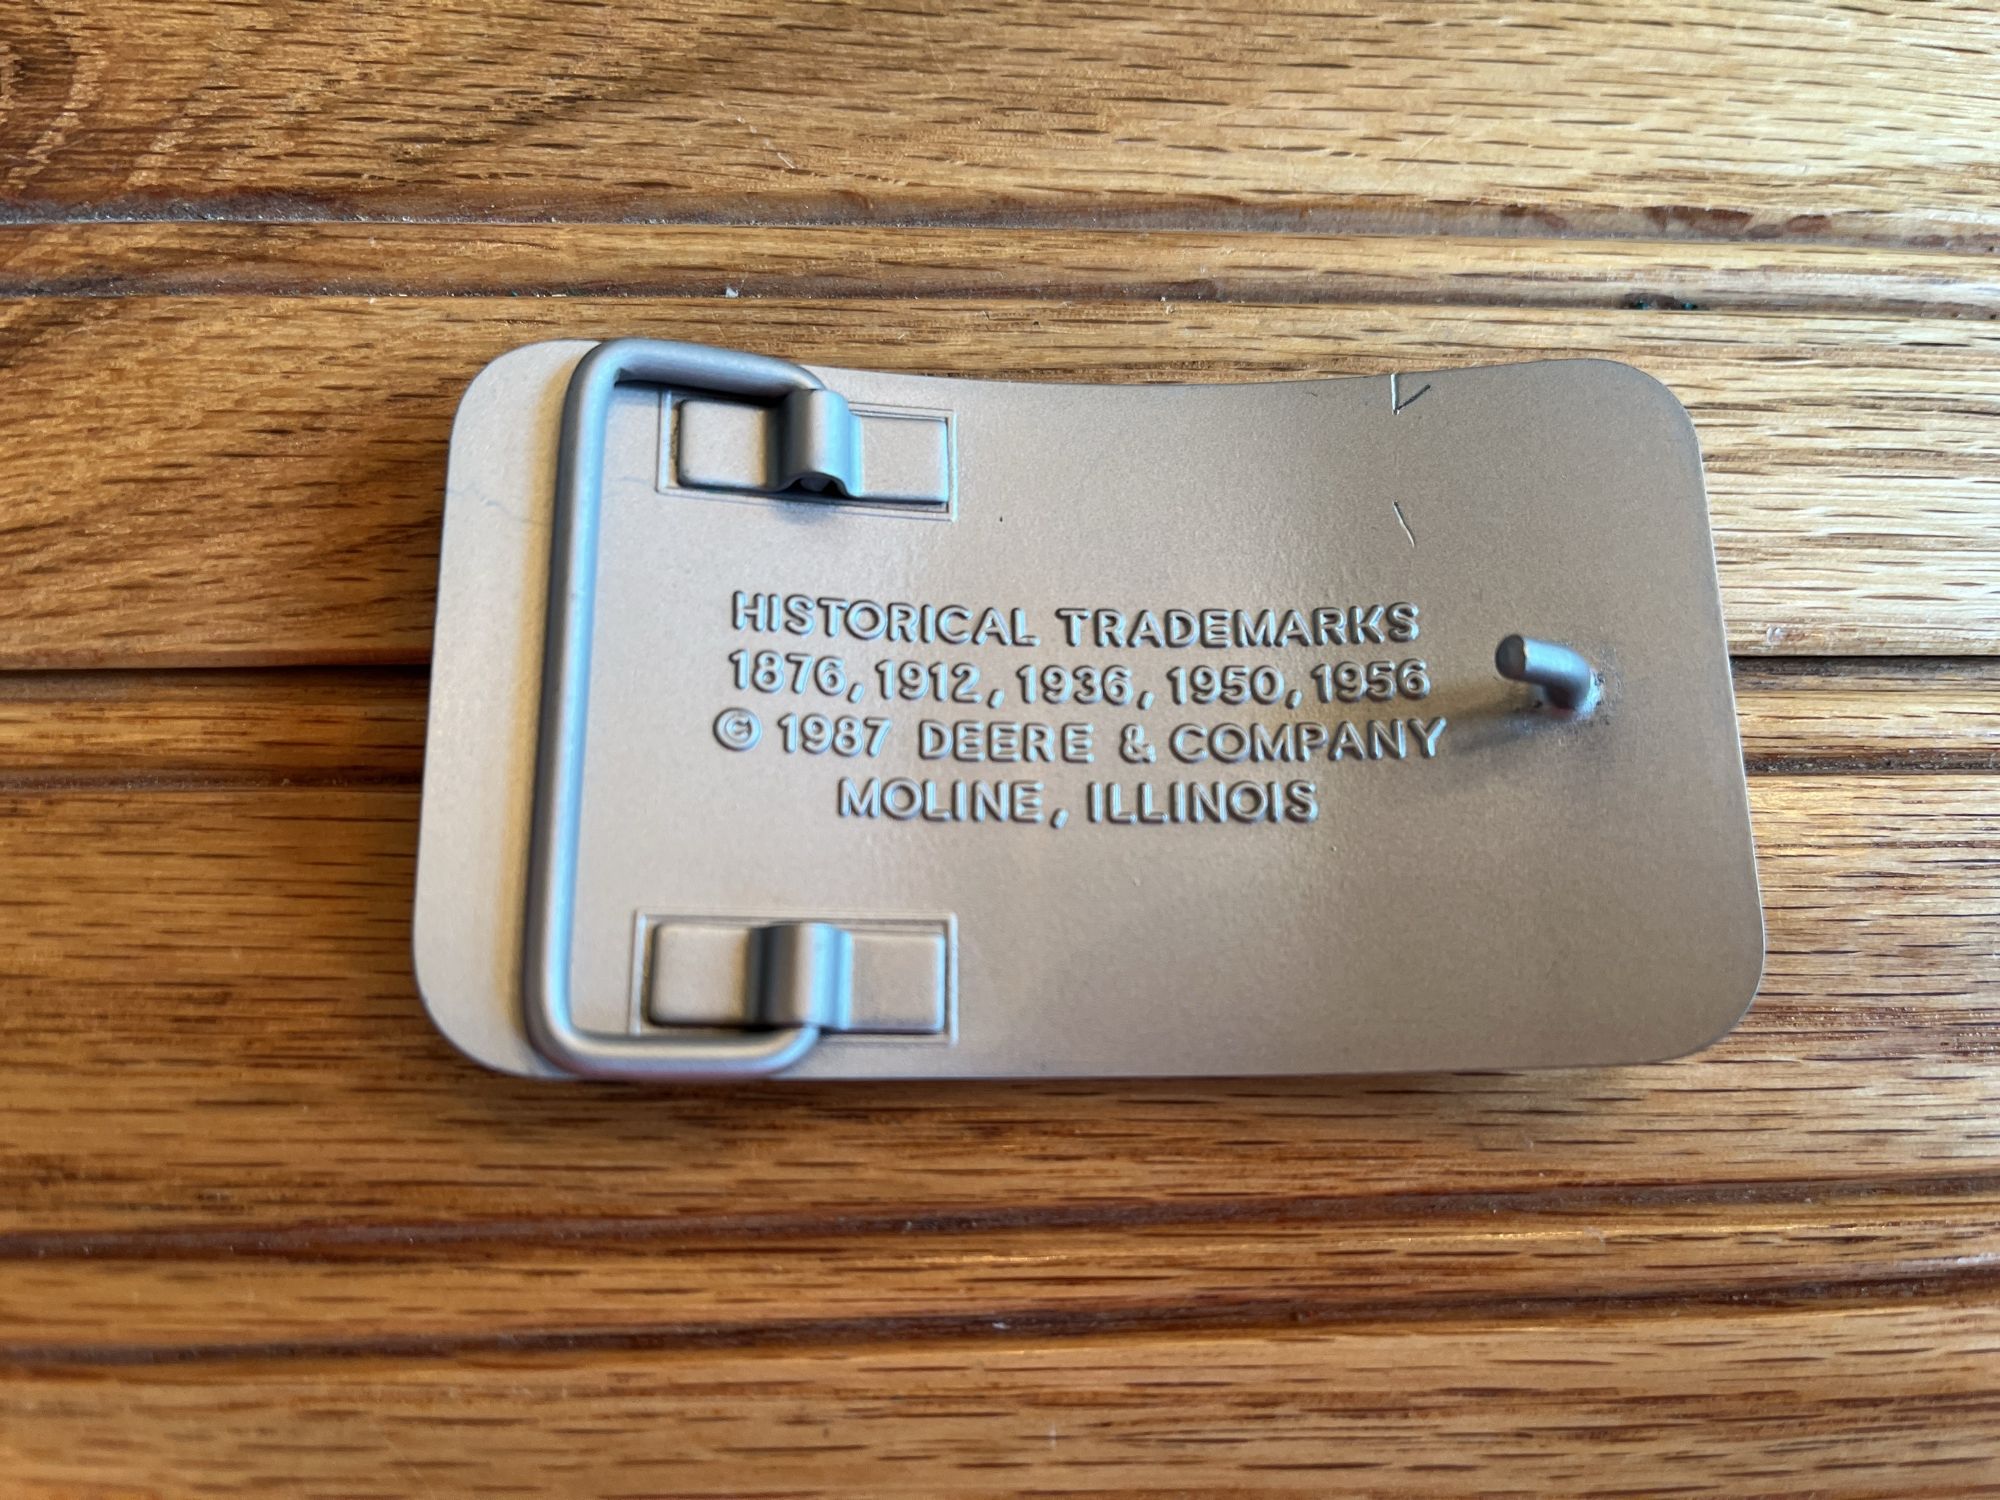 HISTORICAL TRADEMARKS
1876, 1912, 1936, 1950, 1956
© 1987 DEERE & COMPANY
MOLINE, ILLINOIS